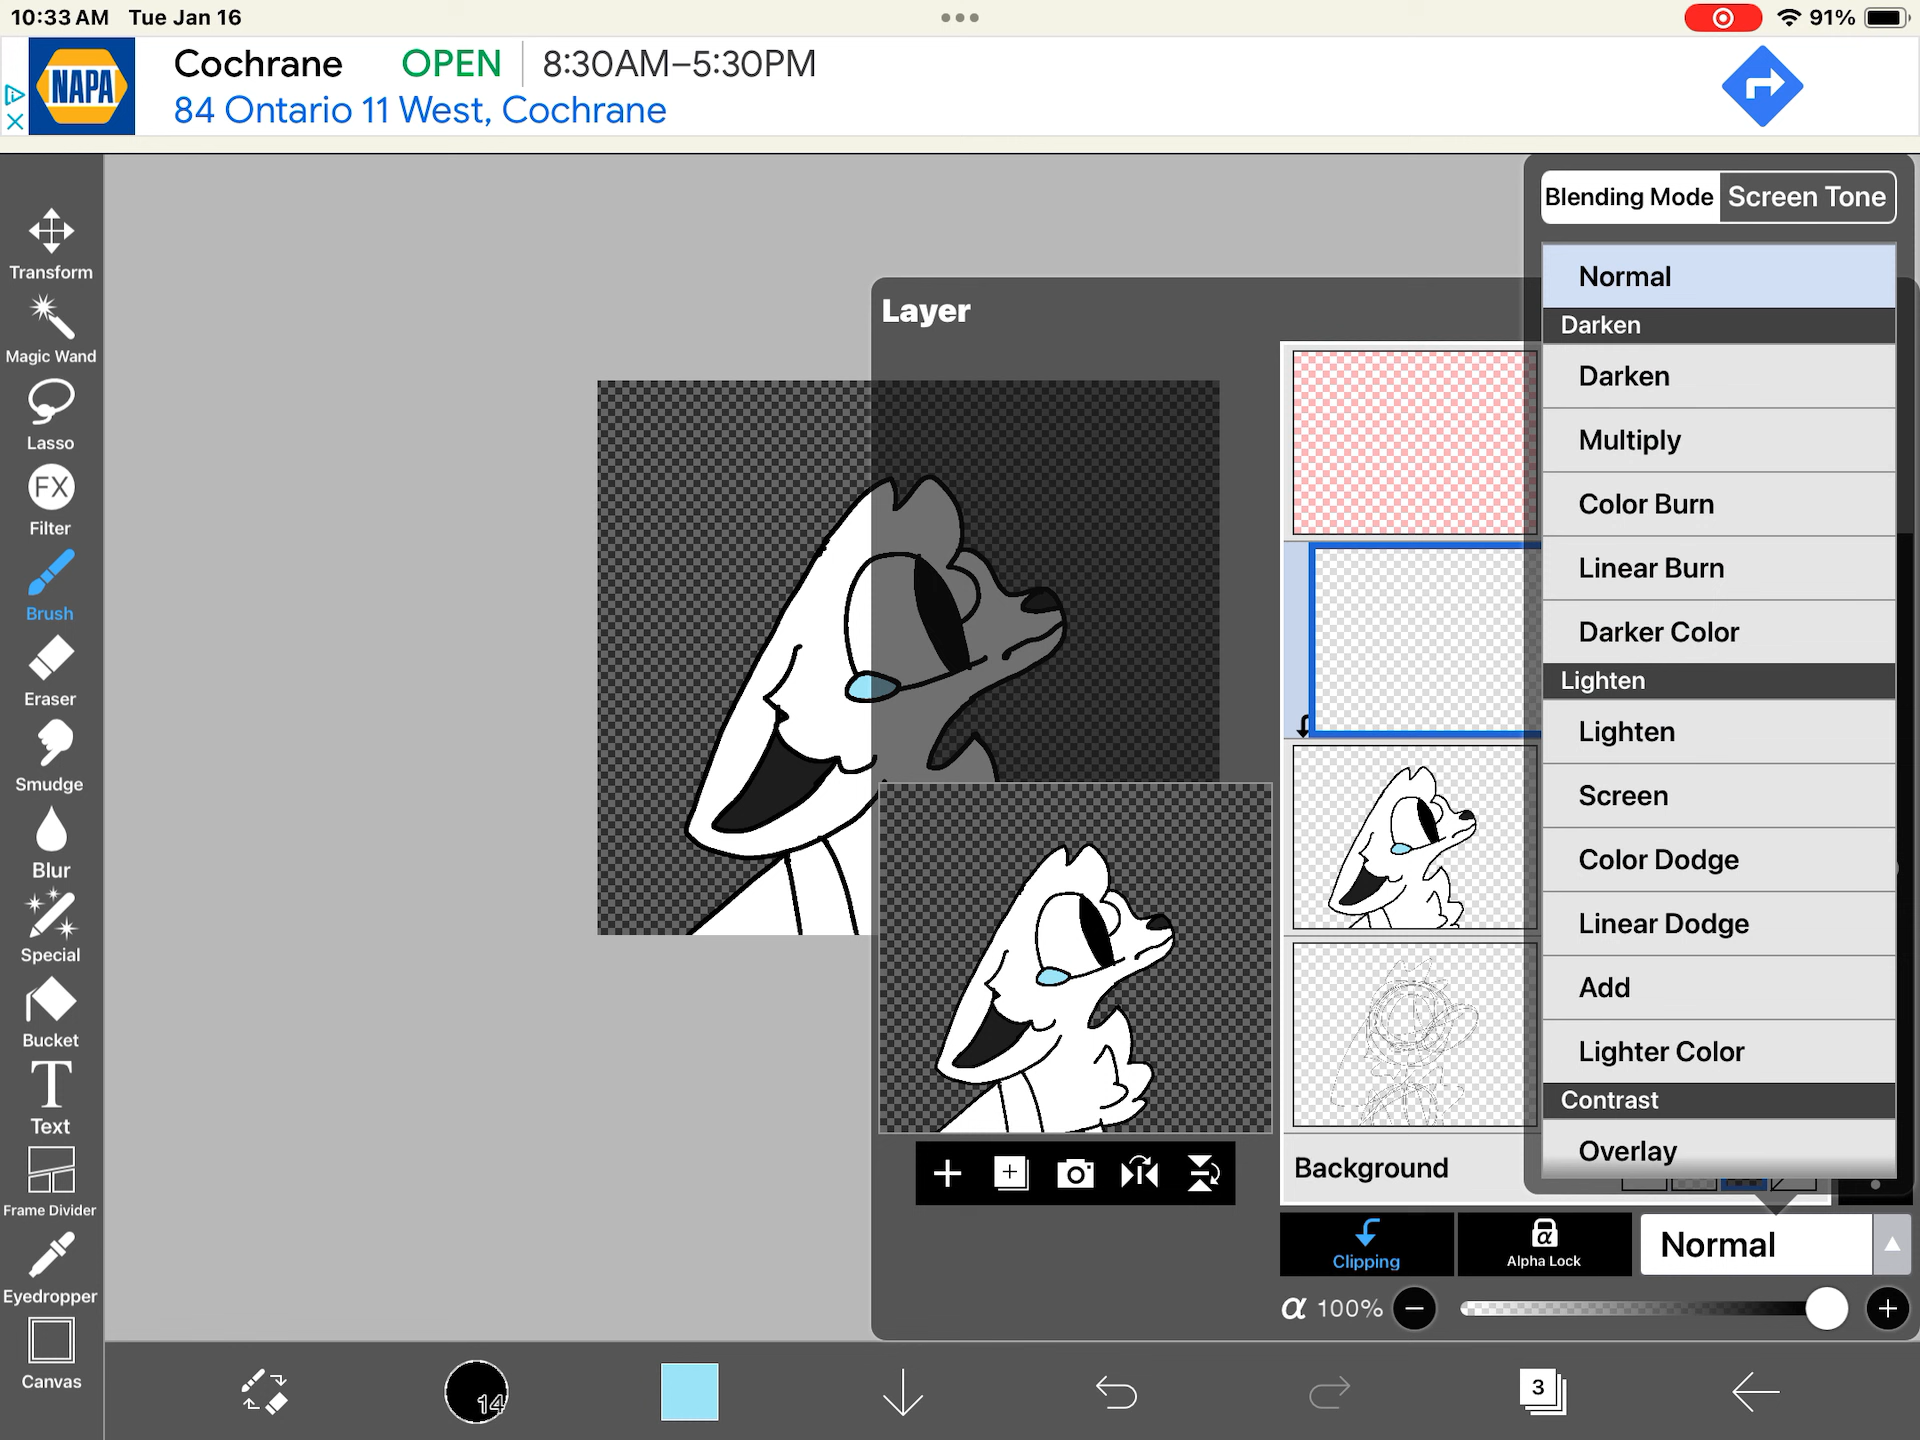 10:33 AM Tue Jan 16
91%
NAPA
Cochrane OPEN 8:30AM–5:30PM
84 Ontario 11 West, Cochrane
Transform
Magic Wand
Lasso
FX
Filter
Brush
Eraser
Smudge
Blur
Special
Bucket
T
Text
Frame Divider
Eyedropper
Canvas
Layer
Background
Blending Mode Screen Tone
Normal
Darken
Darken
Multiply
Color Burn
Linear Burn
Darker Color
Lighten
Lighten
Screen
Color Dodge
Linear Dodge
Add
Lighter Color
Contrast
Overlay
Clipping
α
Alpha Lock
Normal
α 100%
14
3